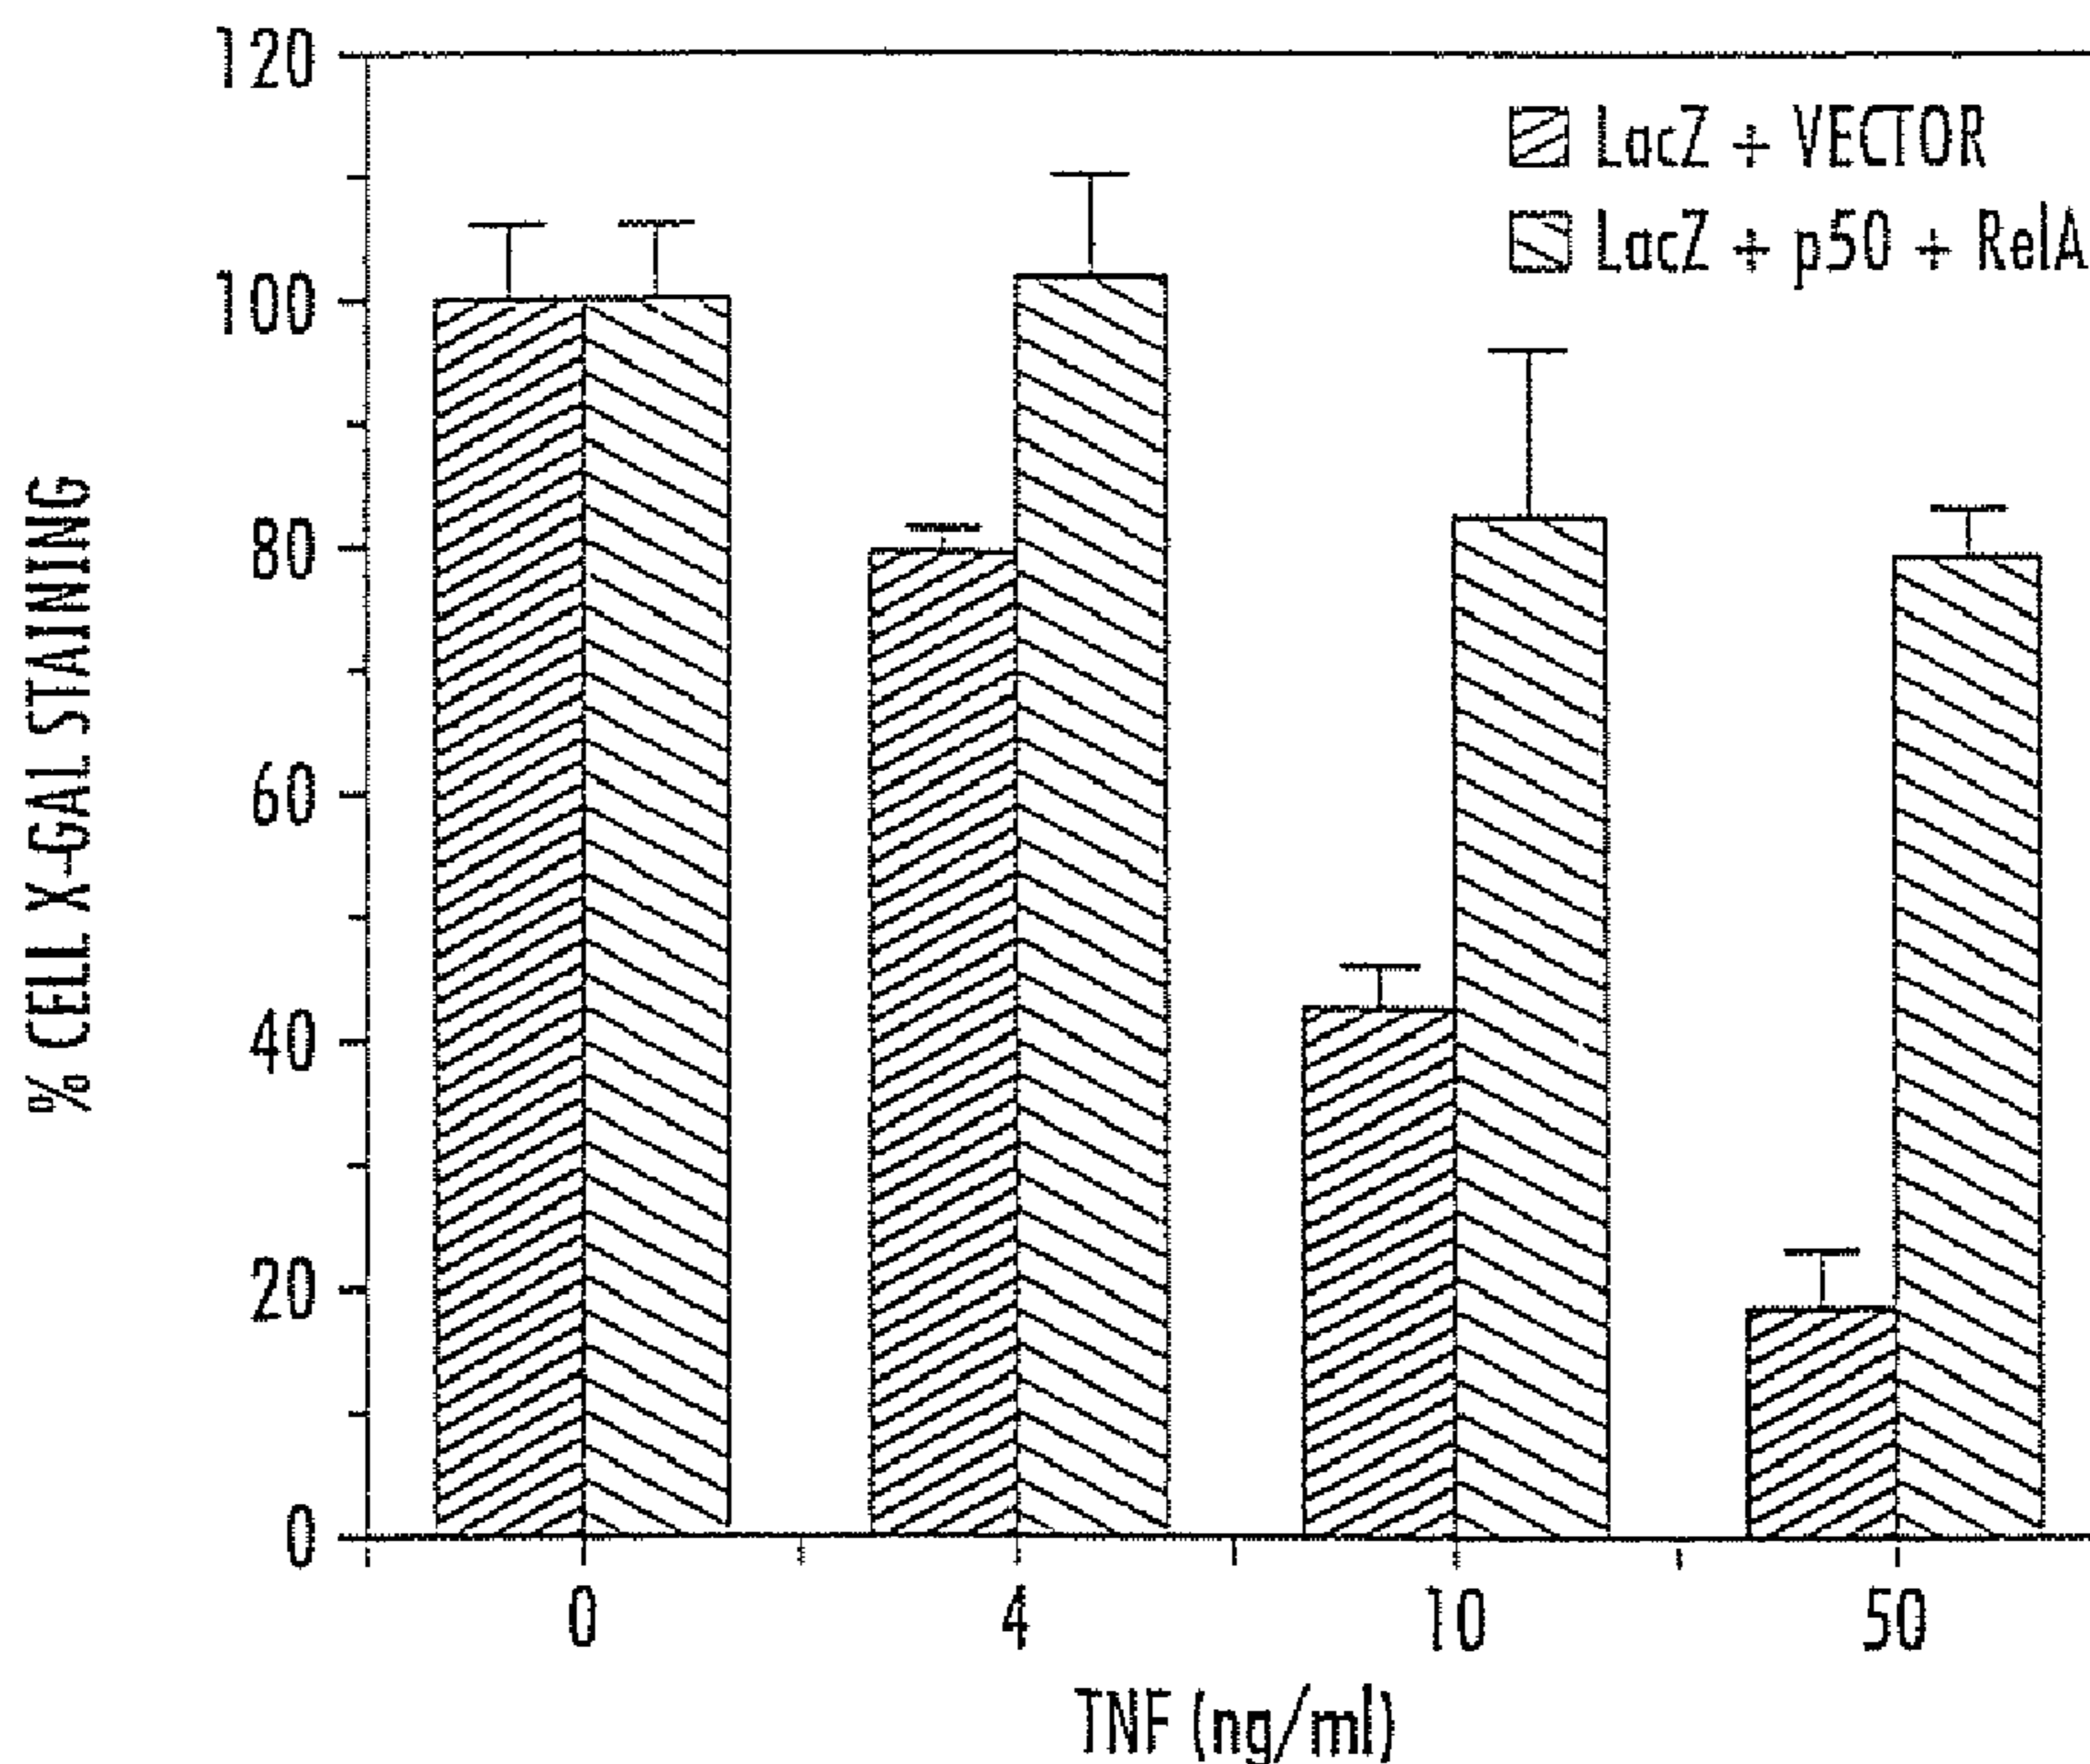 120
100
80
60
40
20
0
% CELL X-GAL STAINING
LacZ + VECTOR
LacZ + p50 + RelA
0 4 10 50
TNF (ng/ml)